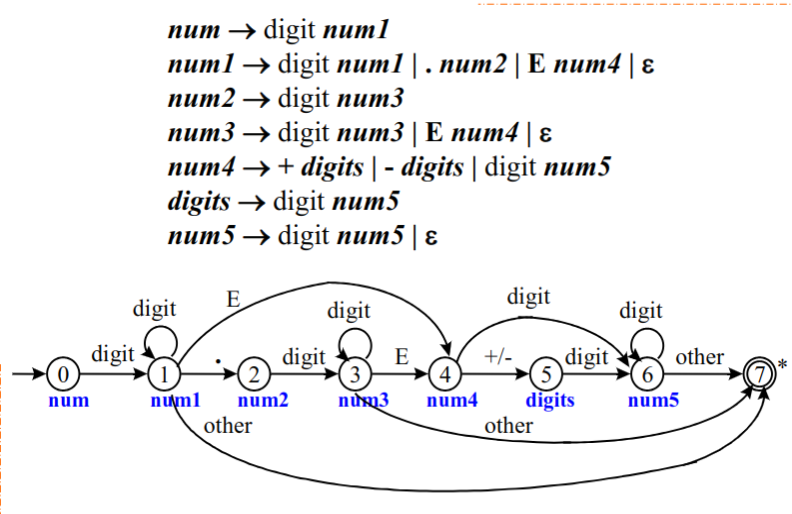 num → digit num1
num1 → digit num1 | . num2 | E num4 | ε
num2 → digit num3
num3 → digit num3 | E num4 | ε
num4 → + digits | - digits | digit num5
digits → digit num5
num5 → digit num5 | ε
digit E digit digit digit
digit . digit E +/- digit other
0 1 2 3 4 5 6 7 *
num num1 num2 num3 num4 digits num5
other other